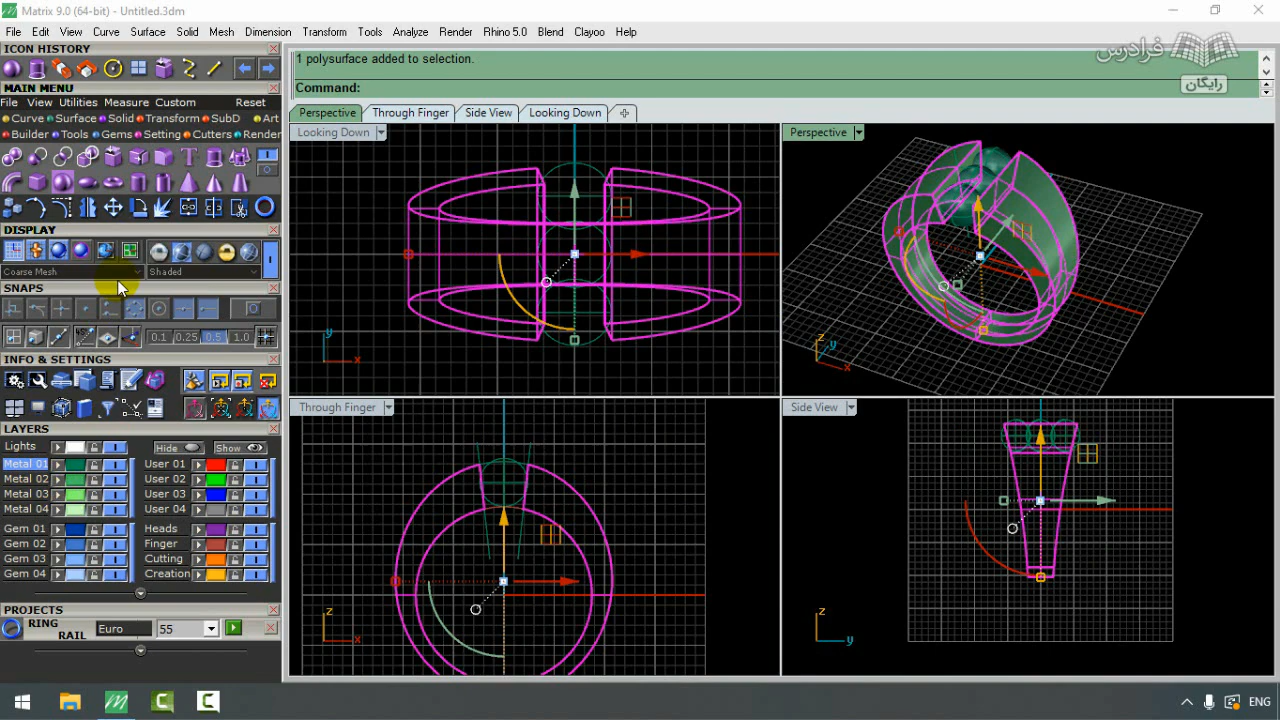 Matrix 9.0 (64-bit) - Untitled.3dm
File Edit View Curve Surface Solid Mesh Dimension Transform Tools Analyze Render Rhino 5.0 Blend Clayoo Help
فرادرس
رایگان
ICON HISTORY
1 polysurface added to selection.
Command:
MAIN MENU
File View Utilities Measure Custom Reset
Curve Surface Solid Transform SubD Art
Builder Tools Gems Setting Cutters Render
Perspective Through Finger Side View Looking Down
Looking Down
Perspective
DISPLAY
Coarse Mesh Shaded
SNAPS
0.1 0.25 0.5 1.0
INFO & SETTINGS
LAYERS
Lights Hide Show
Metal 01 User 01
Metal 02 User 02
Metal 03 User 03
Metal 04 User 04
Gem 01 Heads
Gem 02 Finger
Gem 03 Cutting
Gem 04 Creation
PROJECTS
RING RAIL Euro 55
y
x
z
y
x
Through Finger
Side View
z
x
z
y
ENG